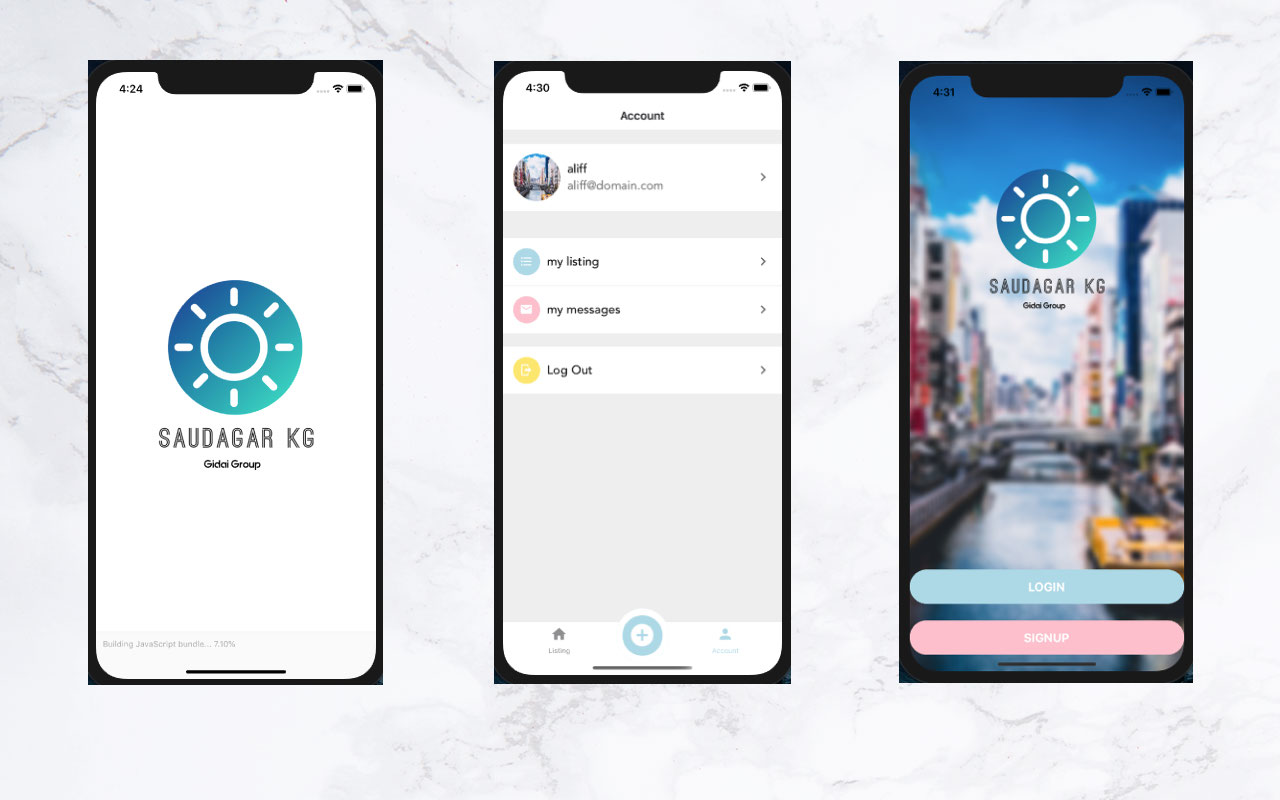 4:24
SAUDAGAR KG
Gidai Group
Building JavaScript bundle... 7.10%
4:30
Account
aliff
aliff@domain.com
my listing
my messages
Log Out
Listing
Account
4:31
SAUDAGAR KG
Gidai Group
LOGIN
SIGNUP